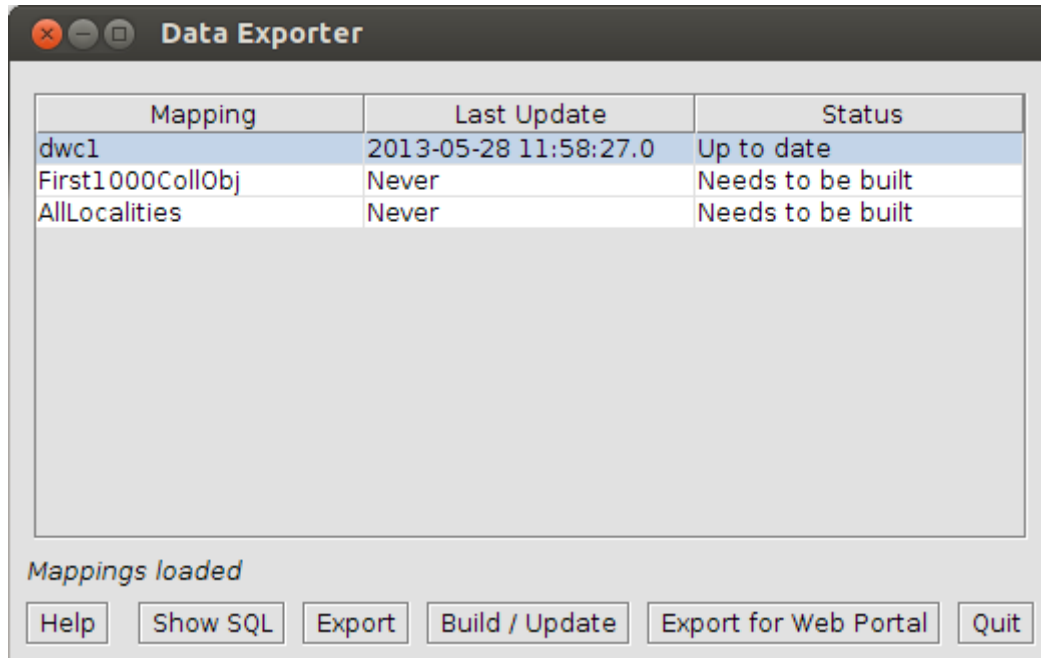 Data Exporter
Mapping Last Update Status
dwc1 2013-05-28 11:58:27.0 Up to date
First1000CollObj Never Needs to be built
AllLocalities Never Needs to be built
Mappings loaded
Help Show SQL Export Build / Update Export for Web Portal Quit